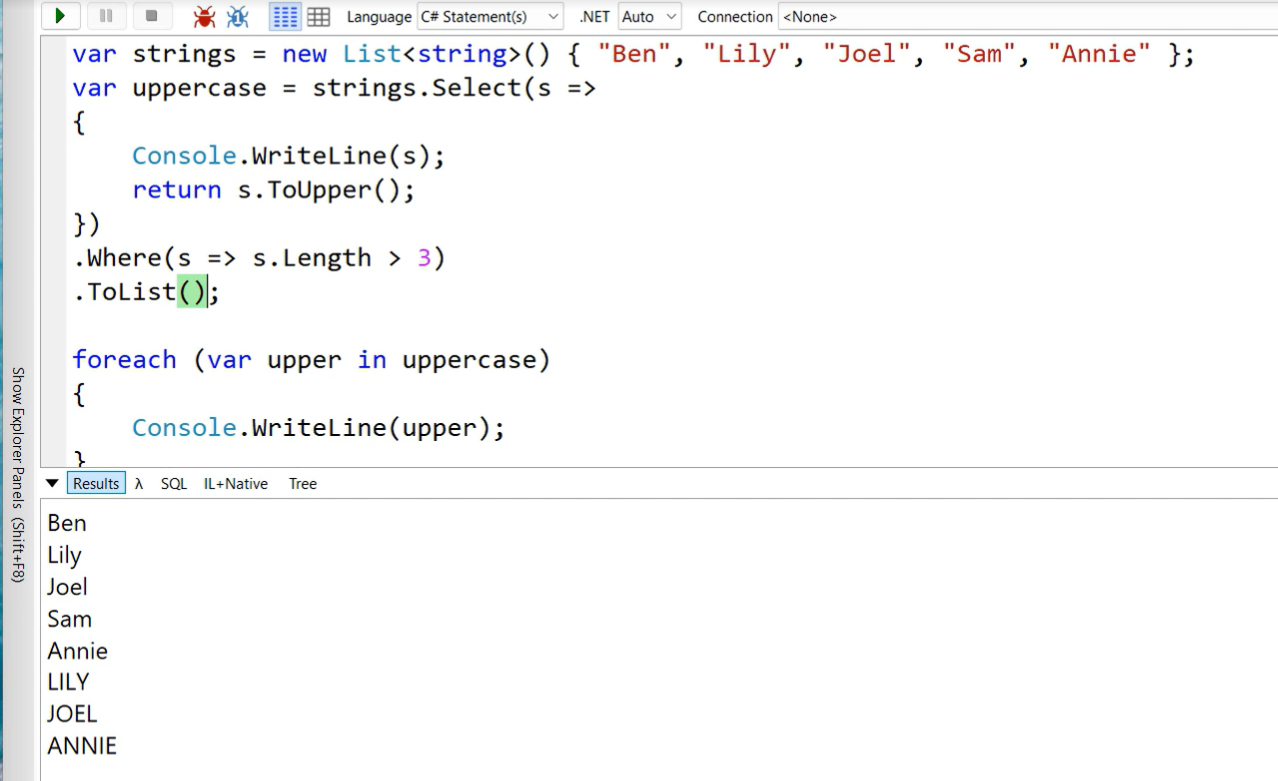 Language C# Statement(s) .NET Auto Connection <None>
var strings = new List<string>() { "Ben", "Lily", "Joel", "Sam", "Annie" };
var uppercase = strings.Select(s =>
{
    Console.WriteLine(s);
    return s.ToUpper();
})
.Where(s => s.Length > 3)
.ToList();
foreach (var upper in uppercase)
{
    Console.WriteLine(upper);
}
Show Explorer Panels (Shift+F8)
Results λ SQL IL+Native Tree
Ben
Lily
Joel
Sam
Annie
LILY
JOEL
ANNIE